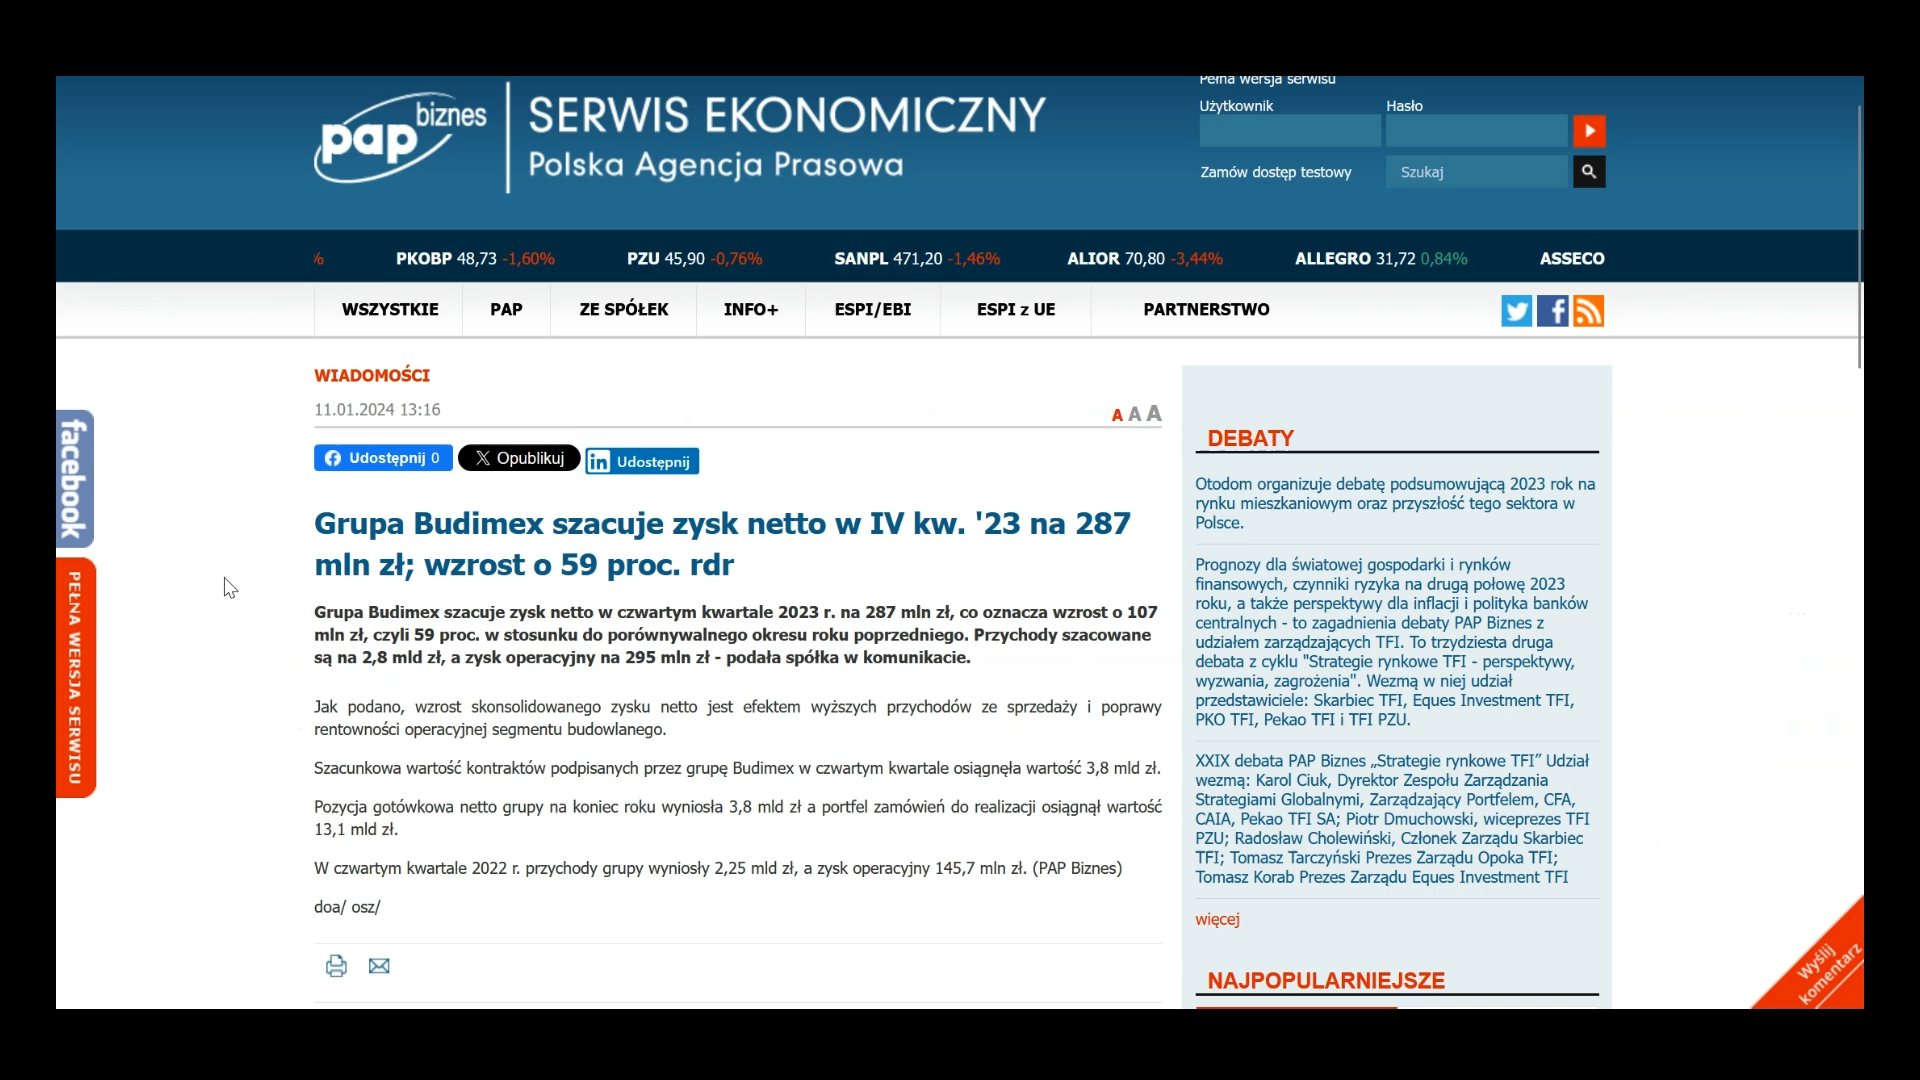 Pełna wersja serwisu
pap biznes
SERWIS EKONOMICZNY
Polska Agencja Prasowa
Użytkownik
Hasło
Zamów dostęp testowy
Szukaj
% PKOBP 48,73 -1,60% PZU 45,90 -0,76% SANPL 471,20 -1,46% ALIOR 70,80 -3,44% ALLEGRO 31,72 0,84% ASSECO
WSZYSTKIE PAP ZE SPÓŁEK INFO+ ESPI/EBI ESPI z UE PARTNERSTWO
facebook
PEŁNA WERSJA SERWISU
WIADOMOŚCI
11.01.2024 13:16
A A A
Udostępnij 0
Opublikuj
Udostępnij
Grupa Budimex szacuje zysk netto w IV kw. '23 na 287
mln zł; wzrost o 59 proc. rdr
Grupa Budimex szacuje zysk netto w czwartym kwartale 2023 r. na 287 mln zł, co oznacza wzrost o 107
mln zł, czyli 59 proc. w stosunku do porównywalnego okresu roku poprzedniego. Przychody szacowane
są na 2,8 mld zł, a zysk operacyjny na 295 mln zł - podała spółka w komunikacie.
Jak podano, wzrost skonsolidowanego zysku netto jest efektem wyższych przychodów ze sprzedaży i poprawy
rentowności operacyjnej segmentu budowlanego.
Szacunkowa wartość kontraktów podpisanych przez grupę Budimex w czwartym kwartale osiągnęła wartość 3,8 mld zł.
Pozycja gotówkowa netto grupy na koniec roku wyniosła 3,8 mld zł a portfel zamówień do realizacji osiągnął wartość
13,1 mld zł.
W czwartym kwartale 2022 r. przychody grupy wyniosły 2,25 mld zł, a zysk operacyjny 145,7 mln zł. (PAP Biznes)
doa/ osz/
DEBATY
Otodom organizuje debatę podsumowującą 2023 rok na
rynku mieszkaniowym oraz przyszłość tego sektora w
Polsce.
Prognozy dla światowej gospodarki i rynków
finansowych, czynniki ryzyka na drugą połowę 2023
roku, a także perspektywy dla inflacji i polityka banków
centralnych - to zagadnienia debaty PAP Biznes z
udziałem zarządzających TFI. To trzydziesta druga
debata z cyklu "Strategie rynkowe TFI - perspektywy,
wyzwania, zagrożenia". Wezmą w niej udział
przedstawiciele: Skarbiec TFI, Eques Investment TFI,
PKO TFI, Pekao TFI i TFI PZU.
XXIX debata PAP Biznes „Strategie rynkowe TFI” Udział
wezmą: Karol Ciuk, Dyrektor Zespołu Zarządzania
Strategiami Globalnymi, Zarządzający Portfelem, CFA,
CAIA, Pekao TFI SA; Piotr Dmuchowski, wiceprezes TFI
PZU; Radosław Cholewiński, Członek Zarządu Skarbiec
TFI; Tomasz Tarczyński Prezes Zarządu Opoka TFI;
Tomasz Korab Prezes Zarządu Eques Investment TFI
więcej
NAJPOPULARNIEJSZE
Wyślij
komentarz